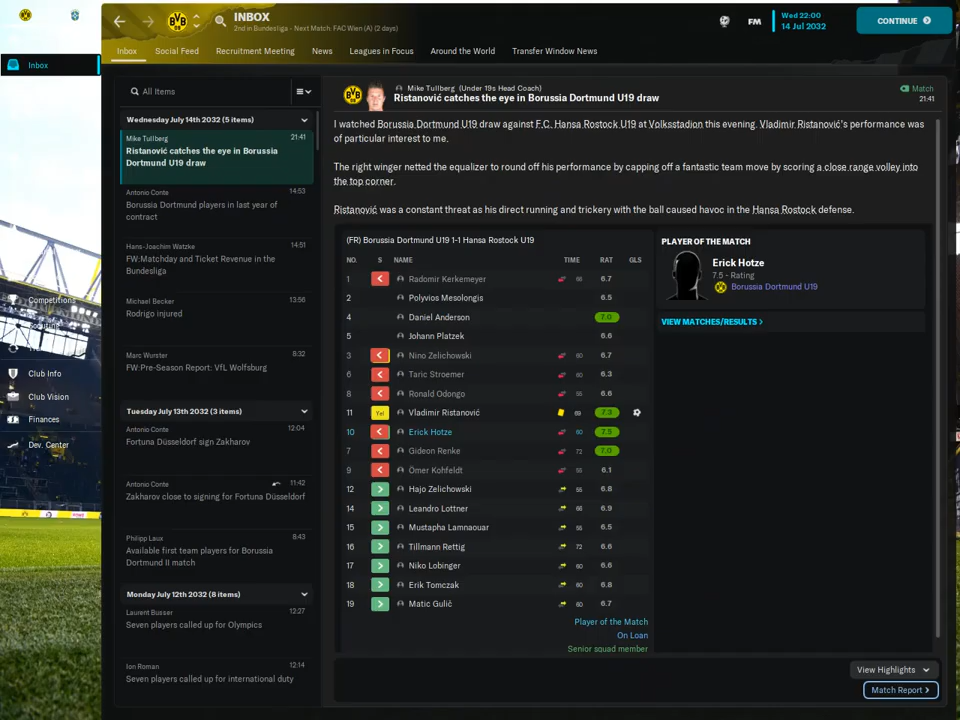 INBOX
2nd in Bundesliga - Next Match: FAC Wien (A) (2 days)
FM
Wed 22:00
14 Jul 2032
CONTINUE
Inbox
Social Feed
Recruitment Meeting
News
Leagues in Focus
Around the World
Transfer Window News
Inbox
Competitions
Club Info
Club Vision
Finances
Dev. Center
All Items
Wednesday July 14th 2032 (5 items)
Mike Tullberg 21:41
Ristanović catches the eye in Borussia
Dortmund U19 draw
Antonio Conte 14:53
Borussia Dortmund players in last year of
contract
Hans-Joachim Watzke 14:51
FW:Matchday and Ticket Revenue in the
Bundesliga
Michael Becker 13:56
Rodrigo injured
Marc Wurster 8:32
FW:Pre-Season Report: VfL Wolfsburg
Tuesday July 13th 2032 (3 items)
Antonio Conte 12:04
Fortuna Düsseldorf sign Zakharov
Antonio Conte 11:42
Zakharov close to signing for Fortuna Düsseldorf
Philipp Laux 8:43
Available first team players for Borussia
Dortmund II match
Monday July 12th 2032 (8 items)
Laurent Busser 12:27
Seven players called up for Olympics
Ion Roman 12:14
Seven players called up for international duty
Mike Tullberg (Under 19s Head Coach)
Ristanović catches the eye in Borussia Dortmund U19 draw
Match
21:41
I watched Borussia Dortmund U19 draw against F.C. Hansa Rostock U19 at Volksstadion this evening. Vladimir Ristanović's performance was
of particular interest to me.
The right winger netted the equalizer to round off his performance by capping off a fantastic team move by scoring a close range volley into
the top corner.
Ristanović was a constant threat as his direct running and trickery with the ball caused havoc in the Hansa Rostock defense.
(FR) Borussia Dortmund U19 1-1 Hansa Rostock U19
NO. S NAME TIME RAT GLS
1 Radomir Kerkemeyer 66 6.7
2 Polyvios Mesolongis 6.5
4 Daniel Anderson 7.0
5 Johann Platzek 6.6
3 Nino Zelichowski 60 6.7
6 Taric Stroemer 60 6.3
8 Ronald Odongo 55 6.6
11 Yel Vladimir Ristanović 69 7.3
10 Erick Hotze 60 7.5
7 Gideon Renke 72 7.0
9 Ömer Kohfeldt 55 6.1
12 Hajo Zelichowski 55 6.8
14 Leandro Lottner 66 6.9
15 Mustapha Lamnaouar 55 6.5
16 Tillmann Rettig 72 6.6
17 Niko Lobinger 60 6.6
18 Erik Tomczak 60 6.8
19 Matic Gulič 60 6.7
Player of the Match
On Loan
Senior squad member
PLAYER OF THE MATCH
Erick Hotze
7.5 - Rating
Borussia Dortmund U19
VIEW MATCHES/RESULTS >
View Highlights
Match Report >